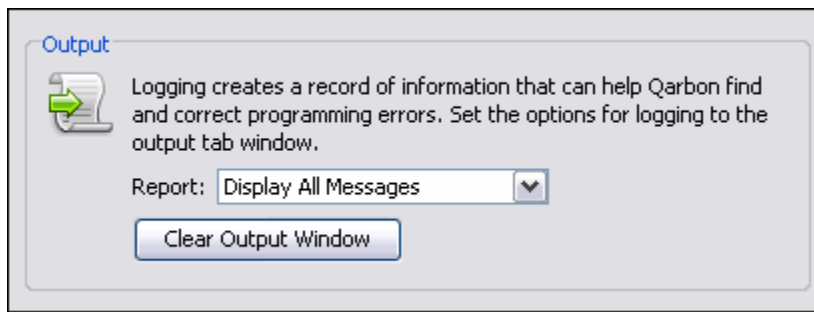 Output
Logging creates a record of information that can help Qarbon find
and correct programming errors. Set the options for logging to the
output tab window.
Report: Display All Messages
Clear Output Window